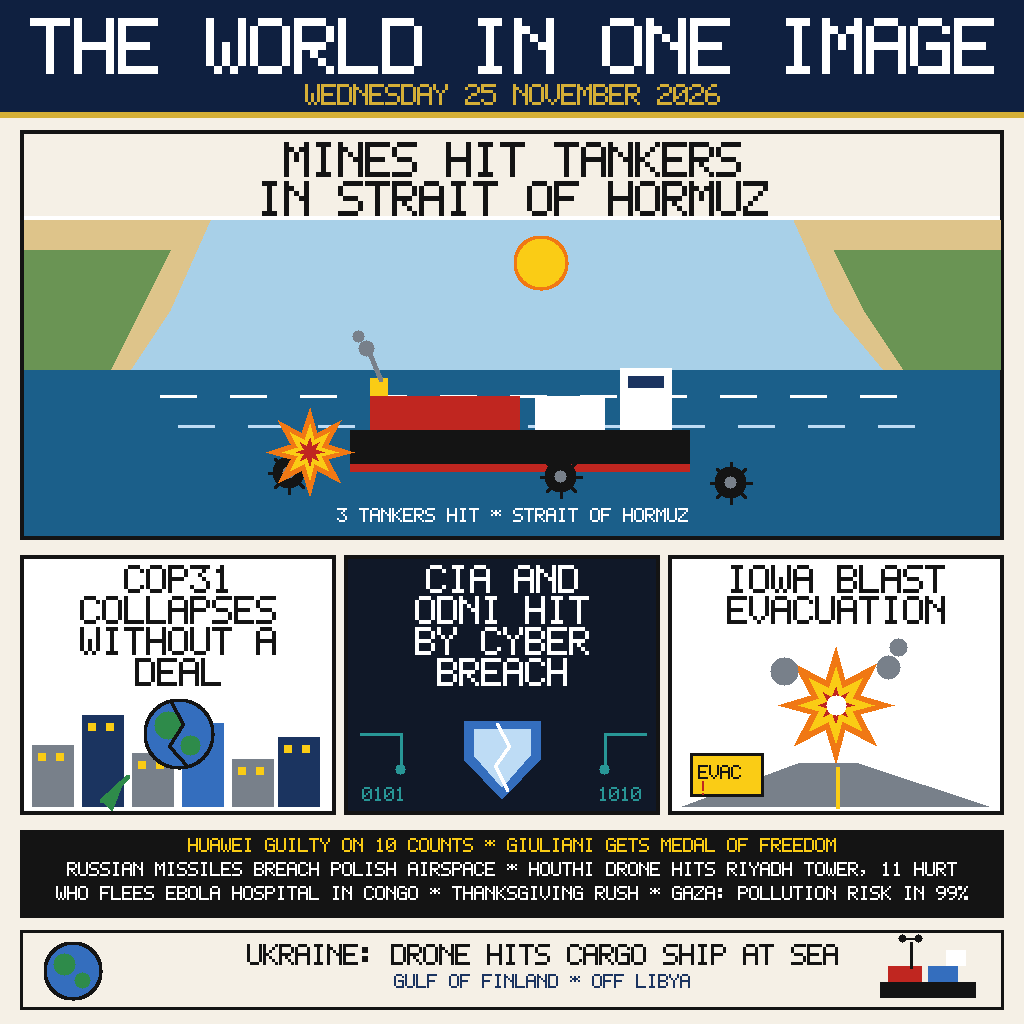 THE WORLD IN ONE IMAGE
WEDNESDAY 25 NOVEMBER 2026
MINES HIT TANKERS
IN STRAIT OF HORMUZ
3 TANKERS HIT * STRAIT OF HORMUZ
COP31
COLLAPSES
WITHOUT A
DEAL
CIA AND
ODNI HIT
BY CYBER
BREACH
0101
1010
IOWA BLAST
EVACUATION
EVAC
!
HUAWEI GUILTY ON 10 COUNTS * GIULIANI GETS MEDAL OF FREEDOM
RUSSIAN MISSILES BREACH POLISH AIRSPACE * HOUTHI DRONE HITS RIYADH TOWER, 11 HURT
WHO FLEES EBOLA HOSPITAL IN CONGO * THANKSGIVING RUSH * GAZA: POLLUTION RISK IN 99%
UKRAINE: DRONE HITS CARGO SHIP AT SEA
GULF OF FINLAND * OFF LIBYA